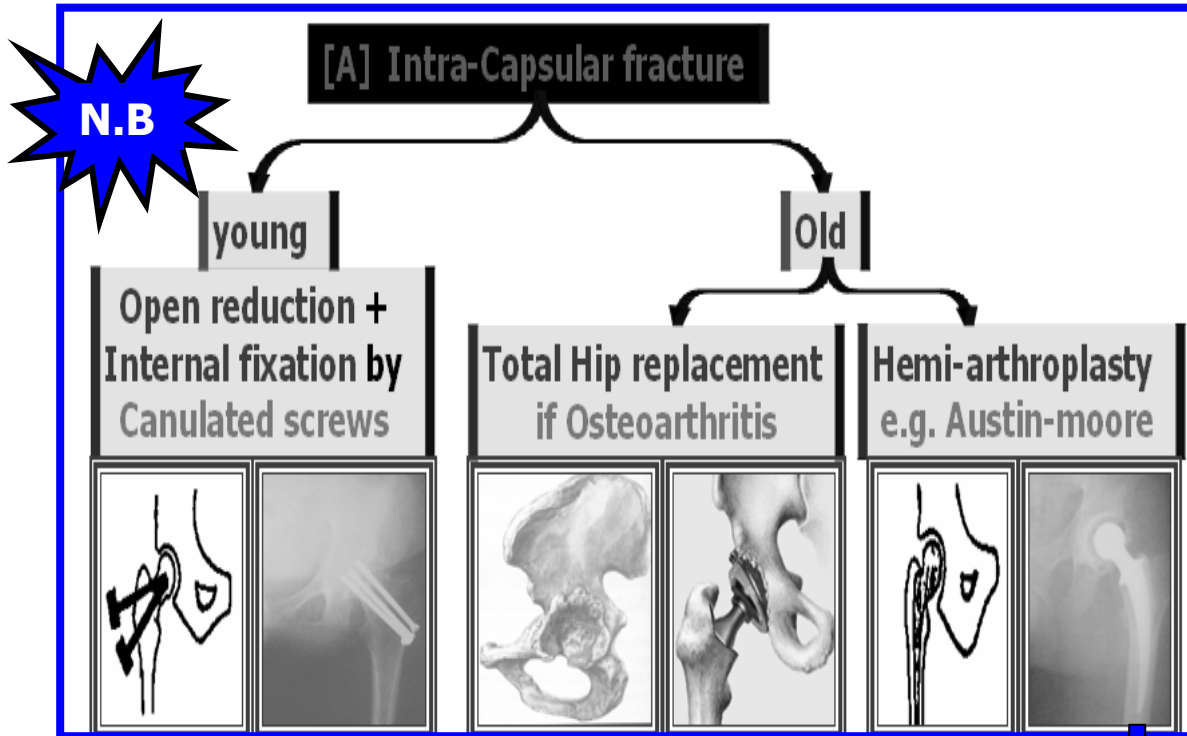 N.B
[A] Intra-Capsular fracture
young
Old
Open reduction +
Internal fixation by
Canulated screws
Total Hip replacement
if Osteoarthritis
Hemi-arthroplasty
e.g. Austin-moore